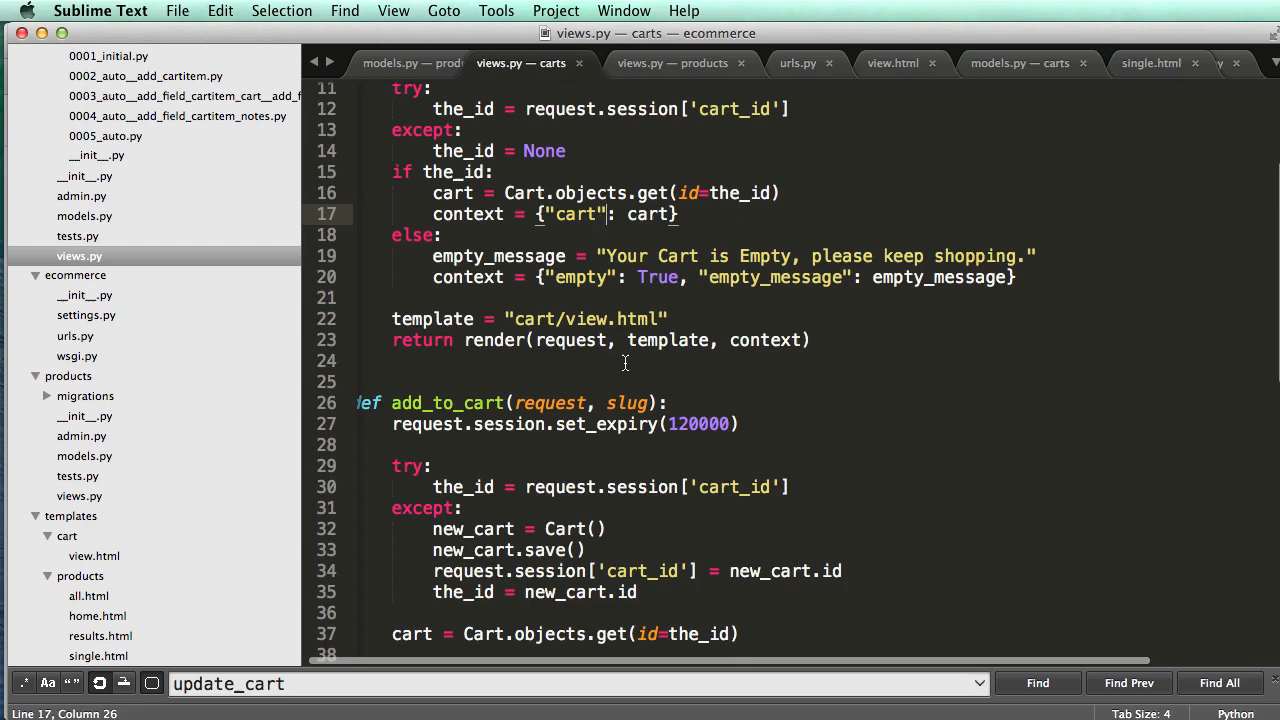 Sublime Text File Edit Selection Find View Goto Tools Project Window Help
views.py — carts — ecommerce
models.py — produ views.py — carts views.py — products urls.py view.html models.py — carts single.html y
0001_initial.py
0002_auto__add_cartitem.py
0003_auto__add_field_cartitem_cart__add_f
0004_auto__add_field_cartitem_notes.py
0005_auto.py
__init__.py
__init__.py
admin.py
models.py
tests.py
views.py
ecommerce
__init__.py
settings.py
urls.py
wsgi.py
products
migrations
__init__.py
admin.py
models.py
tests.py
views.py
templates
cart
view.html
products
all.html
home.html
results.html
single.html
11 try:
12 the_id = request.session['cart_id']
13 except:
14 the_id = None
15 if the_id:
16 cart = Cart.objects.get(id=the_id)
17 context = {"cart": cart}
18 else:
19 empty_message = "Your Cart is Empty, please keep shopping."
20 context = {"empty": True, "empty_message": empty_message}
21
22 template = "cart/view.html"
23 return render(request, template, context)
24
25
26 def add_to_cart(request, slug):
27 request.session.set_expiry(120000)
28
29 try:
30 the_id = request.session['cart_id']
31 except:
32 new_cart = Cart()
33 new_cart.save()
34 request.session['cart_id'] = new_cart.id
35 the_id = new_cart.id
36
37 cart = Cart.objects.get(id=the_id)
38
.* Aa “ ” update_cart Find Find Prev Find All
Line 17, Column 26 Tab Size: 4 Python